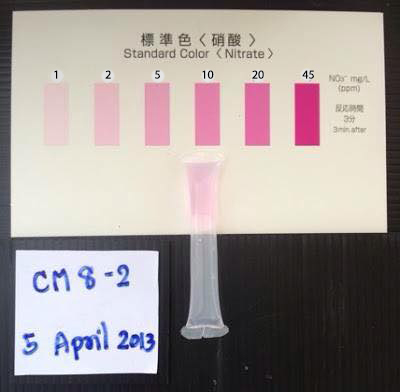 標準色〈硝酸〉
Standard Color〈Nitrate〉
1 2 5 10 20 45
NO₃⁻ mg/L
(ppm)
反応時間
3分
3min.after
CM 8-2
5 April 2013